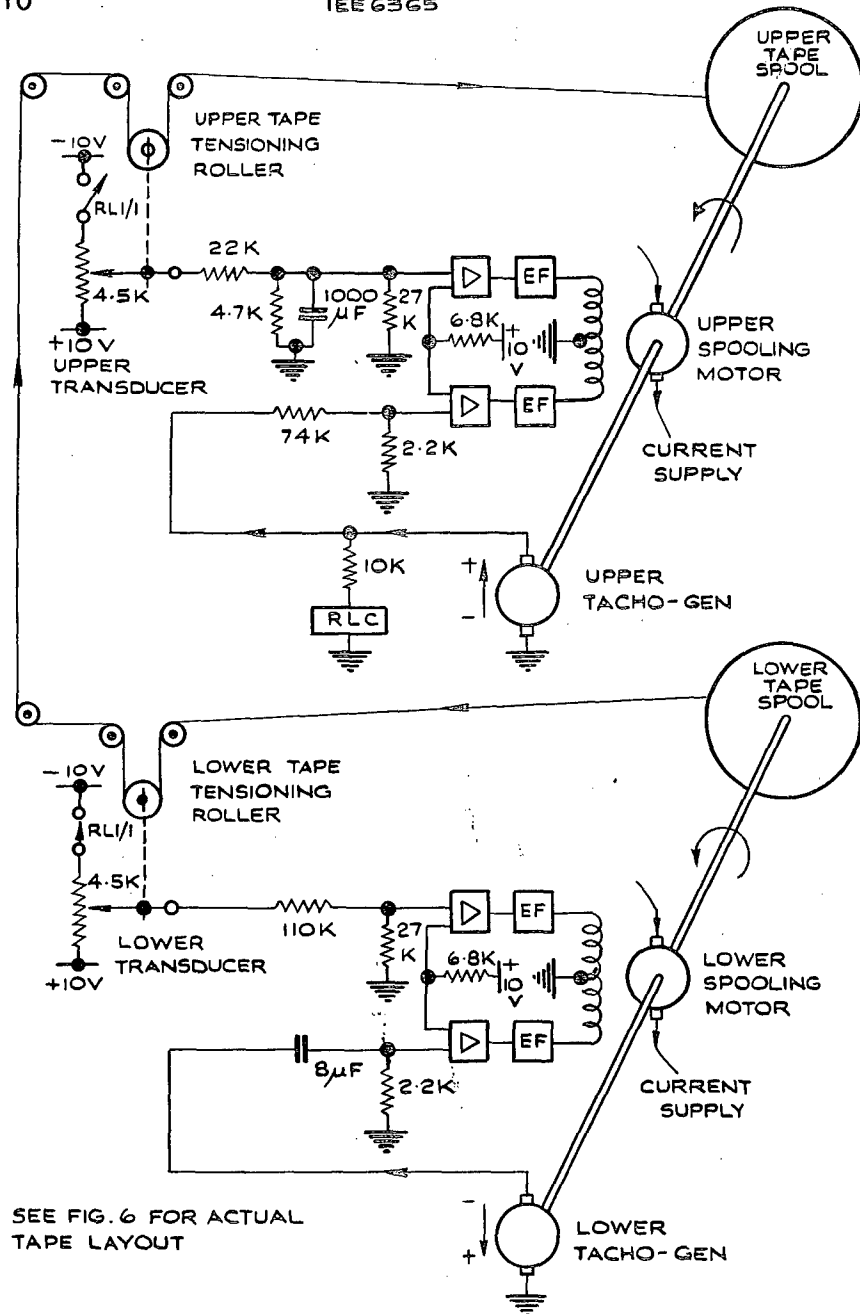 IEE 6365
UPPER
TAPE
SPOOL
UPPER TAPE
TENSIONING
ROLLER
-10V
RL1/1
4.5K
+10V
UPPER
TRANSDUCER
22K
4.7K
1000
µF
27
K
EF
6.8K
+
10
V
EF
UPPER
SPOOLING
MOTOR
CURRENT
SUPPLY
74K
2.2K
10K
RLC
+
-
UPPER
TACHO-GEN
LOWER
TAPE
SPOOL
LOWER TAPE
TENSIONING
ROLLER
-10V
RL1/1
4.5K
+10V
LOWER
TRANSDUCER
110K
27
K
EF
6.8K
+
10
V
EF
LOWER
SPOOLING
MOTOR
CURRENT
SUPPLY
8µF
2.2K
-
+
LOWER
TACHO-GEN
SEE FIG. 6 FOR ACTUAL
TAPE LAYOUT